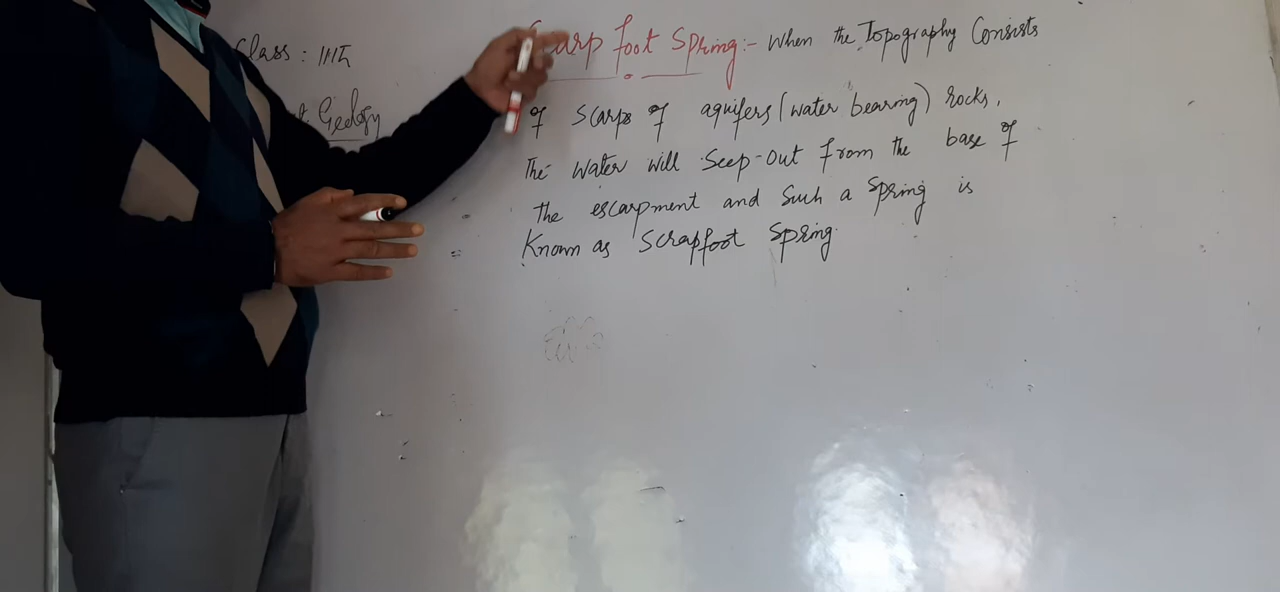 Class : IIIrd
Geology
Scarp foot Spring:- When the Topography Consists
of scarps of aquifers (water bearing) rocks.
The water will seep-out from the base of
The escarpment and such a spring is
Known as Scrapfoot Spring